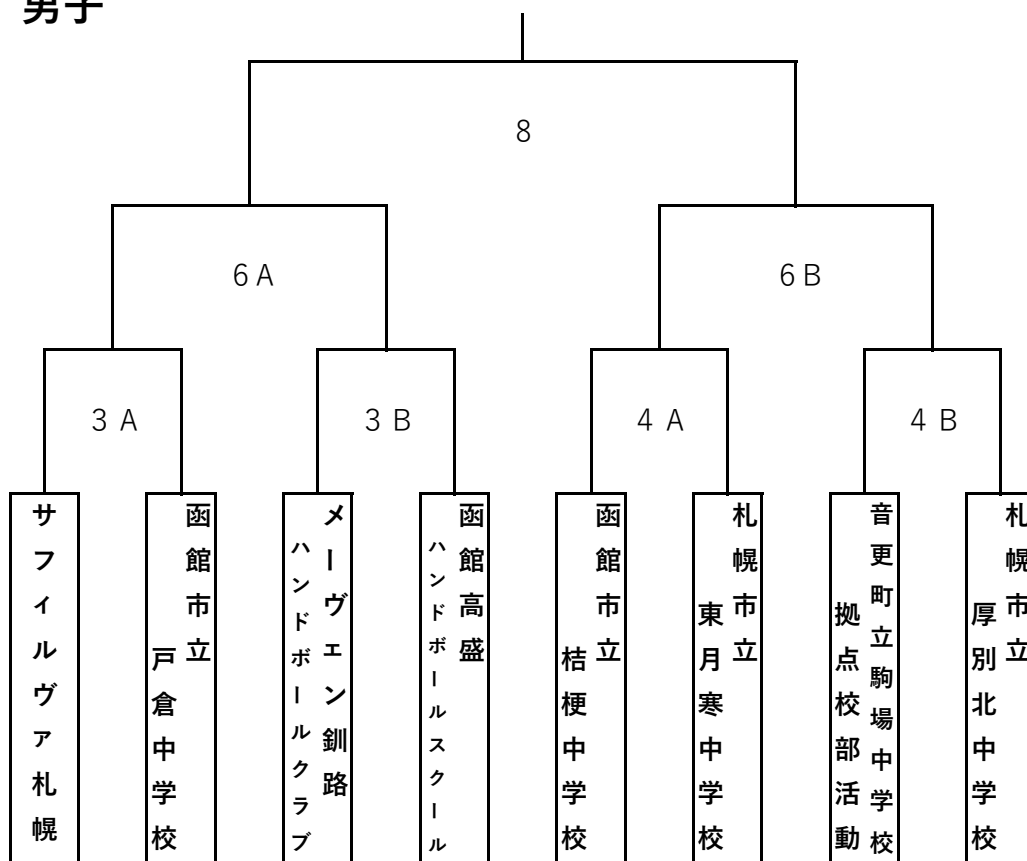 男子
8
6A
6B
3 A
3 B
4 A
4 B
サフィルヴァ札幌
函館市立
戸倉中学校
メーヴェン釧路
ハンドボールクラブ
函館高盛
ハンドボールスクール
函館市立
桔梗中学校
札幌市立
東月寒中学校
音更町立駒場中学校
拠点校部活動
札幌市立
厚別北中学校